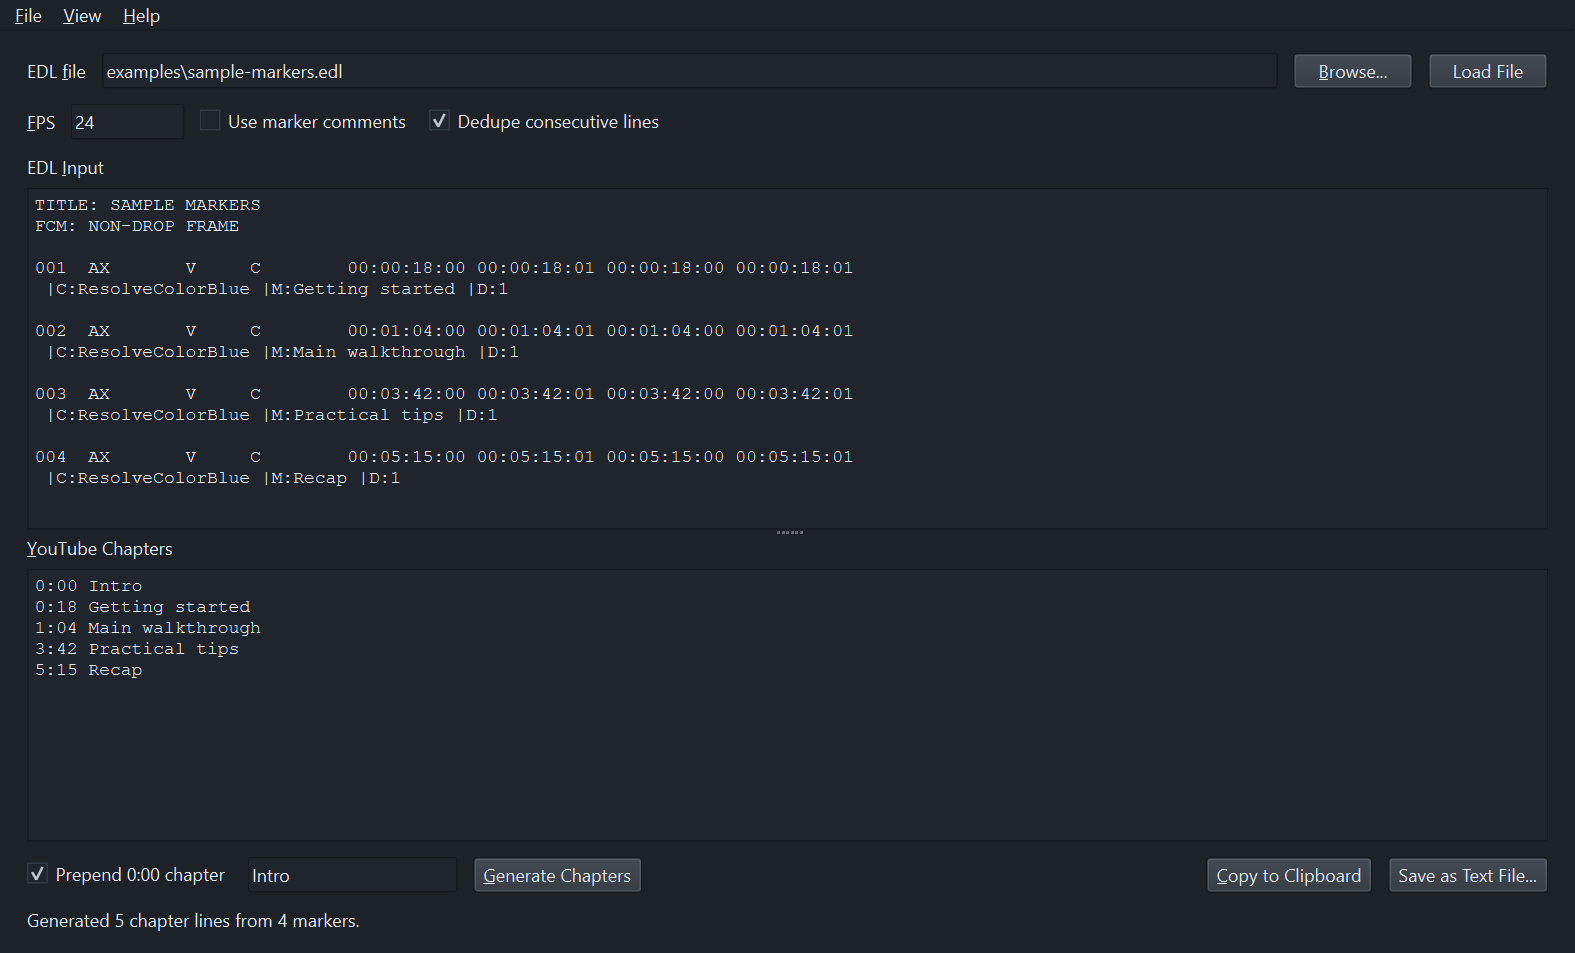 File View Help
EDL file examples\sample-markers.edl Browse... Load File
FPS 24 Use marker comments Dedupe consecutive lines
EDL Input
TITLE: SAMPLE MARKERS
FCM: NON-DROP FRAME
001  AX       V     C        00:00:18:00 00:00:18:01 00:00:18:00 00:00:18:01
 |C:ResolveColorBlue |M:Getting started |D:1
002  AX       V     C        00:01:04:00 00:01:04:01 00:01:04:00 00:01:04:01
 |C:ResolveColorBlue |M:Main walkthrough |D:1
003  AX       V     C        00:03:42:00 00:03:42:01 00:03:42:00 00:03:42:01
 |C:ResolveColorBlue |M:Practical tips |D:1
004  AX       V     C        00:05:15:00 00:05:15:01 00:05:15:00 00:05:15:01
 |C:ResolveColorBlue |M:Recap |D:1
YouTube Chapters
0:00 Intro
0:18 Getting started
1:04 Main walkthrough
3:42 Practical tips
5:15 Recap
Prepend 0:00 chapter Intro Generate Chapters Copy to Clipboard Save as Text File...
Generated 5 chapter lines from 4 markers.